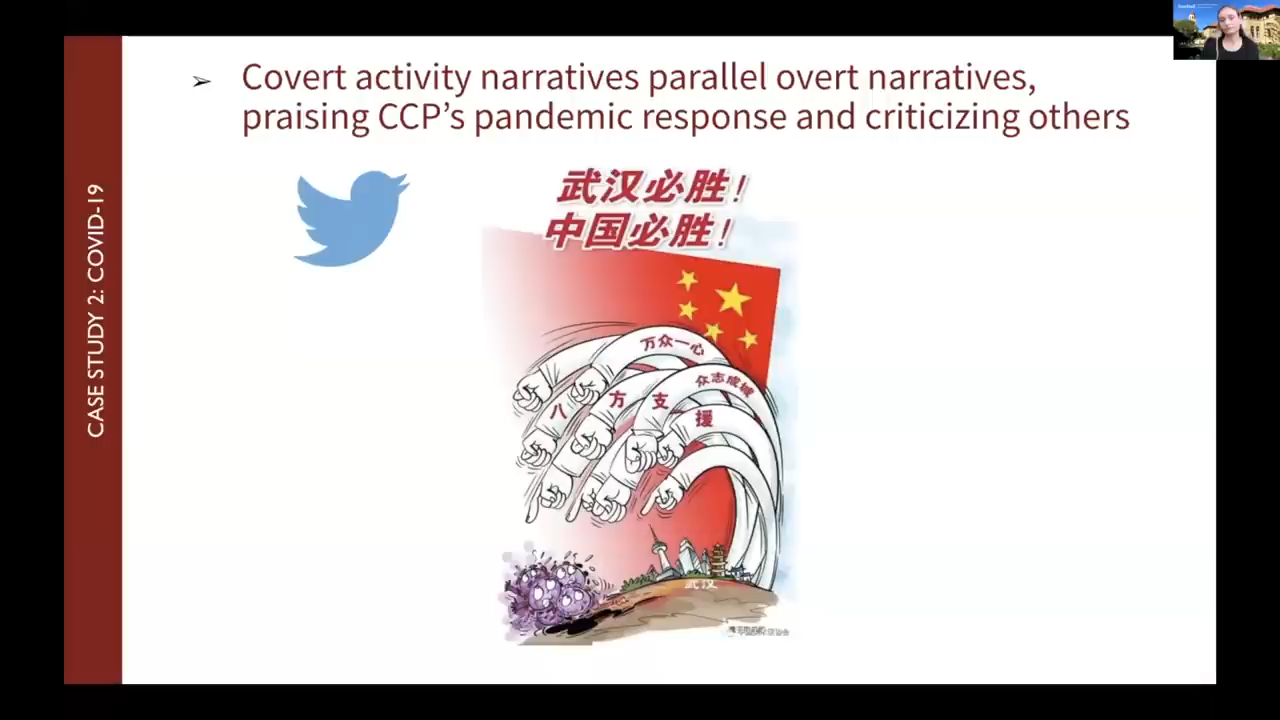 ➢ Covert activity narratives parallel overt narratives,
praising CCP’s pandemic response and criticizing others
CASE STUDY 2: COVID-19
武汉必胜！
中国必胜！
万众一心
众志成城
八方支援
武汉